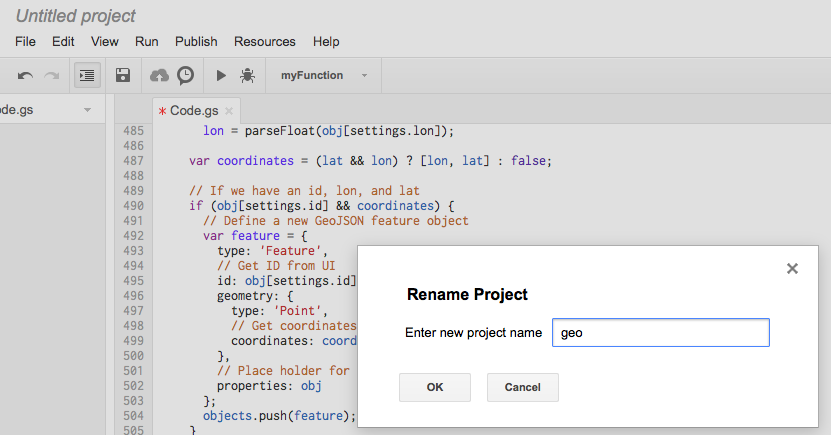 Untitled project
File Edit View Run Publish Resources Help
myFunction
de.gs
* Code.gs ×
485 lon = parseFloat(obj[settings.lon]);
486
487 var coordinates = (lat && lon) ? [lon, lat] : false;
488
489 // If we have an id, lon, and lat
490 if (obj[settings.id] && coordinates) {
491 // Define a new GeoJSON feature object
492 var feature = {
493 type: 'Feature',
494 // Get ID from UI
495 id: obj[settings.id]
496 geometry: {
497 type: 'Point',
498 // Get coordinates
499 coordinates: coord
500 },
501 // Place holder for
502 properties: obj
503 };
504 objects.push(feature);
505 }
×
Rename Project
Enter new project name geo
OK Cancel